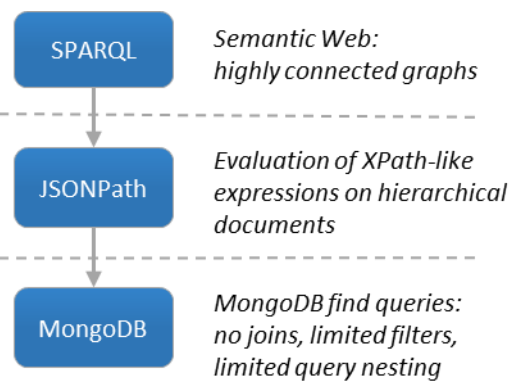 SPARQL
Semantic Web:
highly connected graphs
JSONPath
Evaluation of XPath-like
expressions on hierarchical
documents
MongoDB
MongoDB find queries:
no joins, limited filters,
limited query nesting